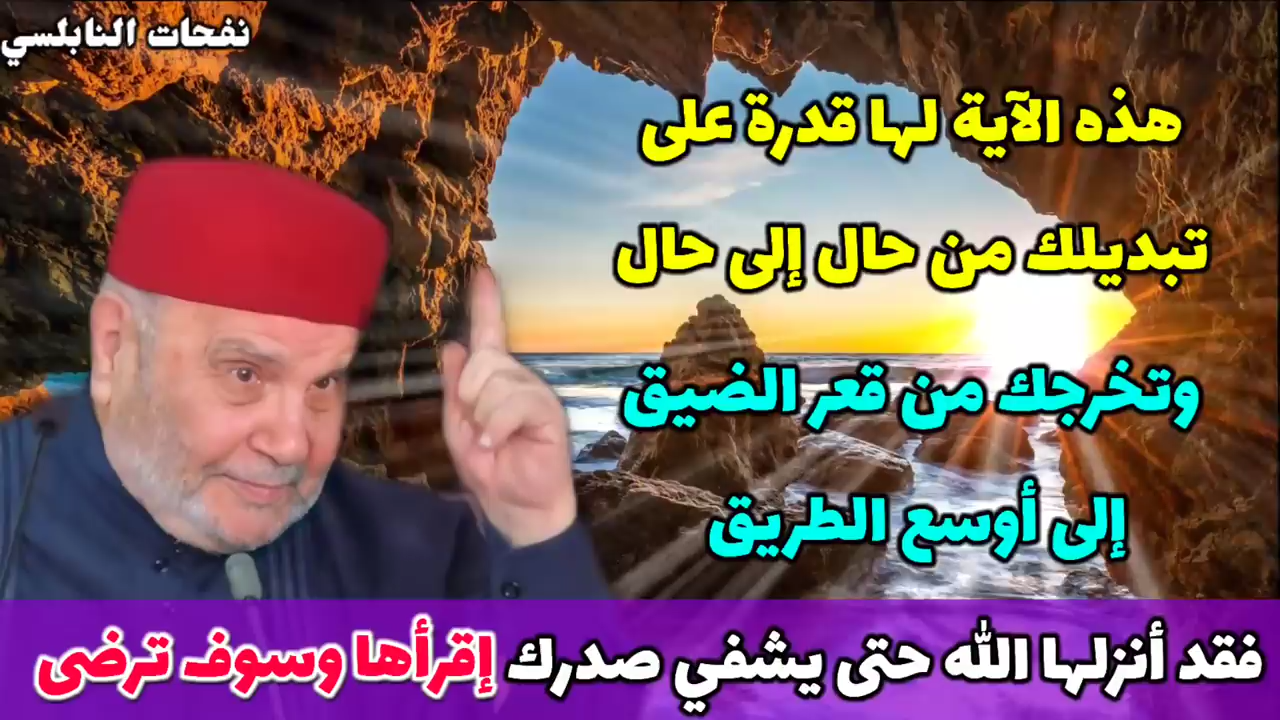 نفحات النابلسي
هذه الآية لها قدرة على
تبديلك من حال إلى حال
وتخرجك من قعر الضيق
إلى أوسع الطريق
فقد أنزلها الله حتى يشفي صدرك إقرأها وسوف ترضى